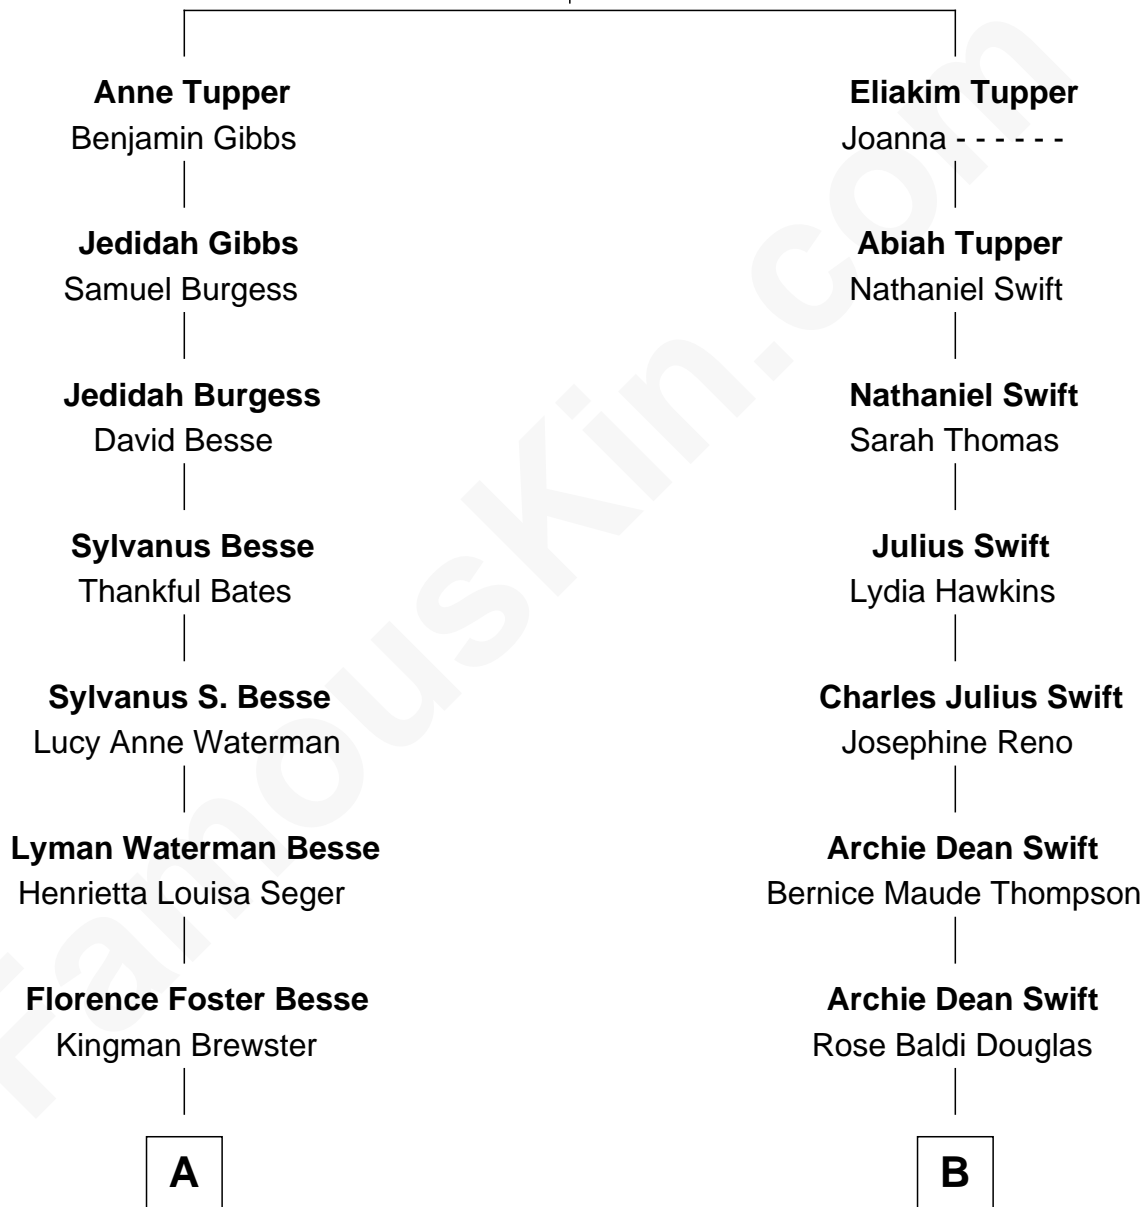 Anne Tupper
Benjamin Gibbs
Jedidah Gibbs
Samuel Burgess
Jedidah Burgess
David Besse
Sylvanus Besse
Thankful Bates
Sylvanus S. Besse
Lucy Anne Waterman
Lyman Waterman Besse
Henrietta Louisa Seger
Florence Foster Besse
Kingman Brewster
A
Eliakim Tupper
Joanna - - - - - -
Abiah Tupper
Nathaniel Swift
Nathaniel Swift
Sarah Thomas
Julius Swift
Lydia Hawkins
Charles Julius Swift
Josephine Reno
Archie Dean Swift
Bernice Maude Thompson
Archie Dean Swift
Rose Baldi Douglas
B
FamousKin.com